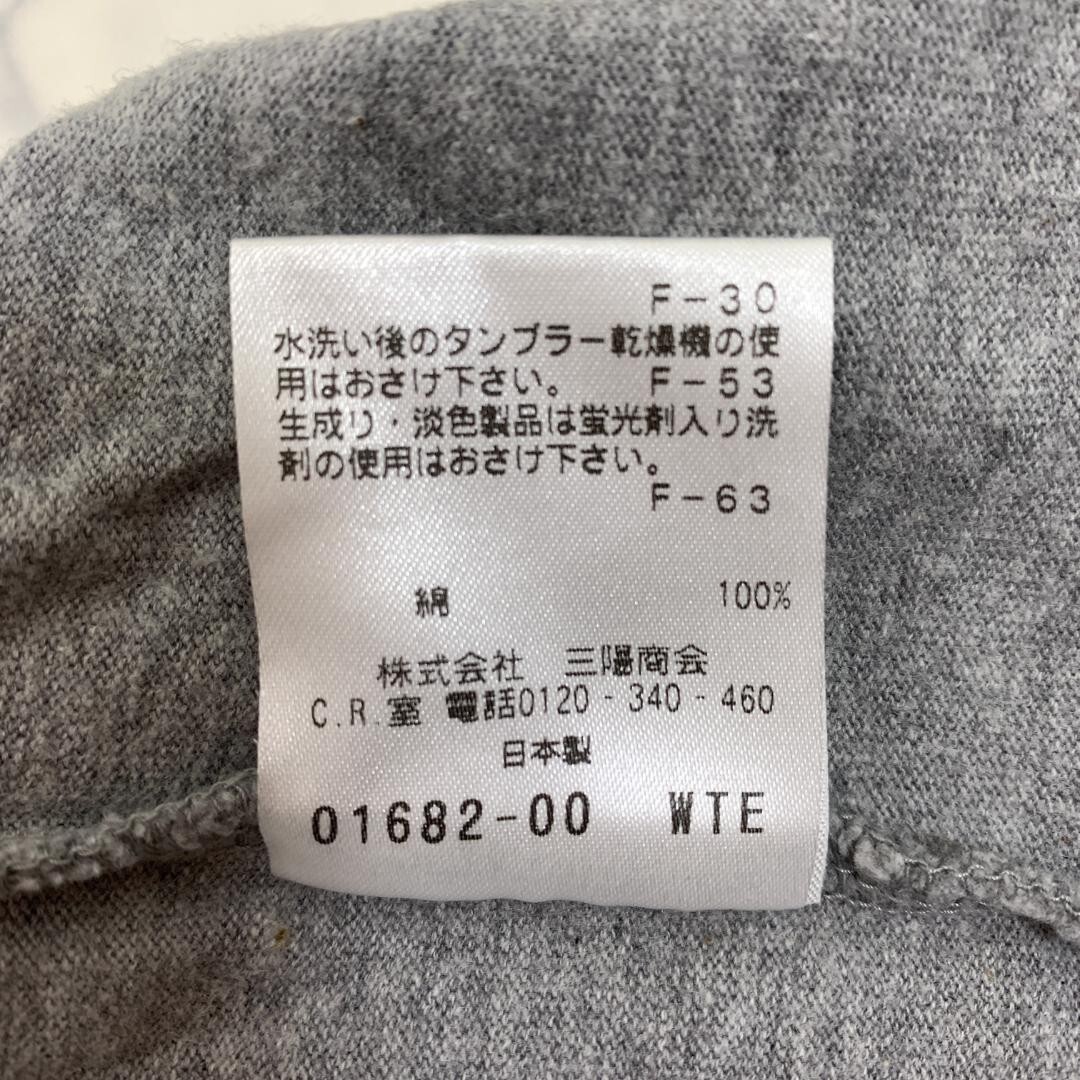 F-30
水洗い後のタンブラー乾燥機の使
用はおさけ下さい。 F-53
生成り・淡色製品は蛍光剤入り洗
剤の使用はおさけ下さい。
F-63
綿 100%
株式会社 三陽商会
C.R.室 電話0120-340-460
日本製
01682-00 WTE